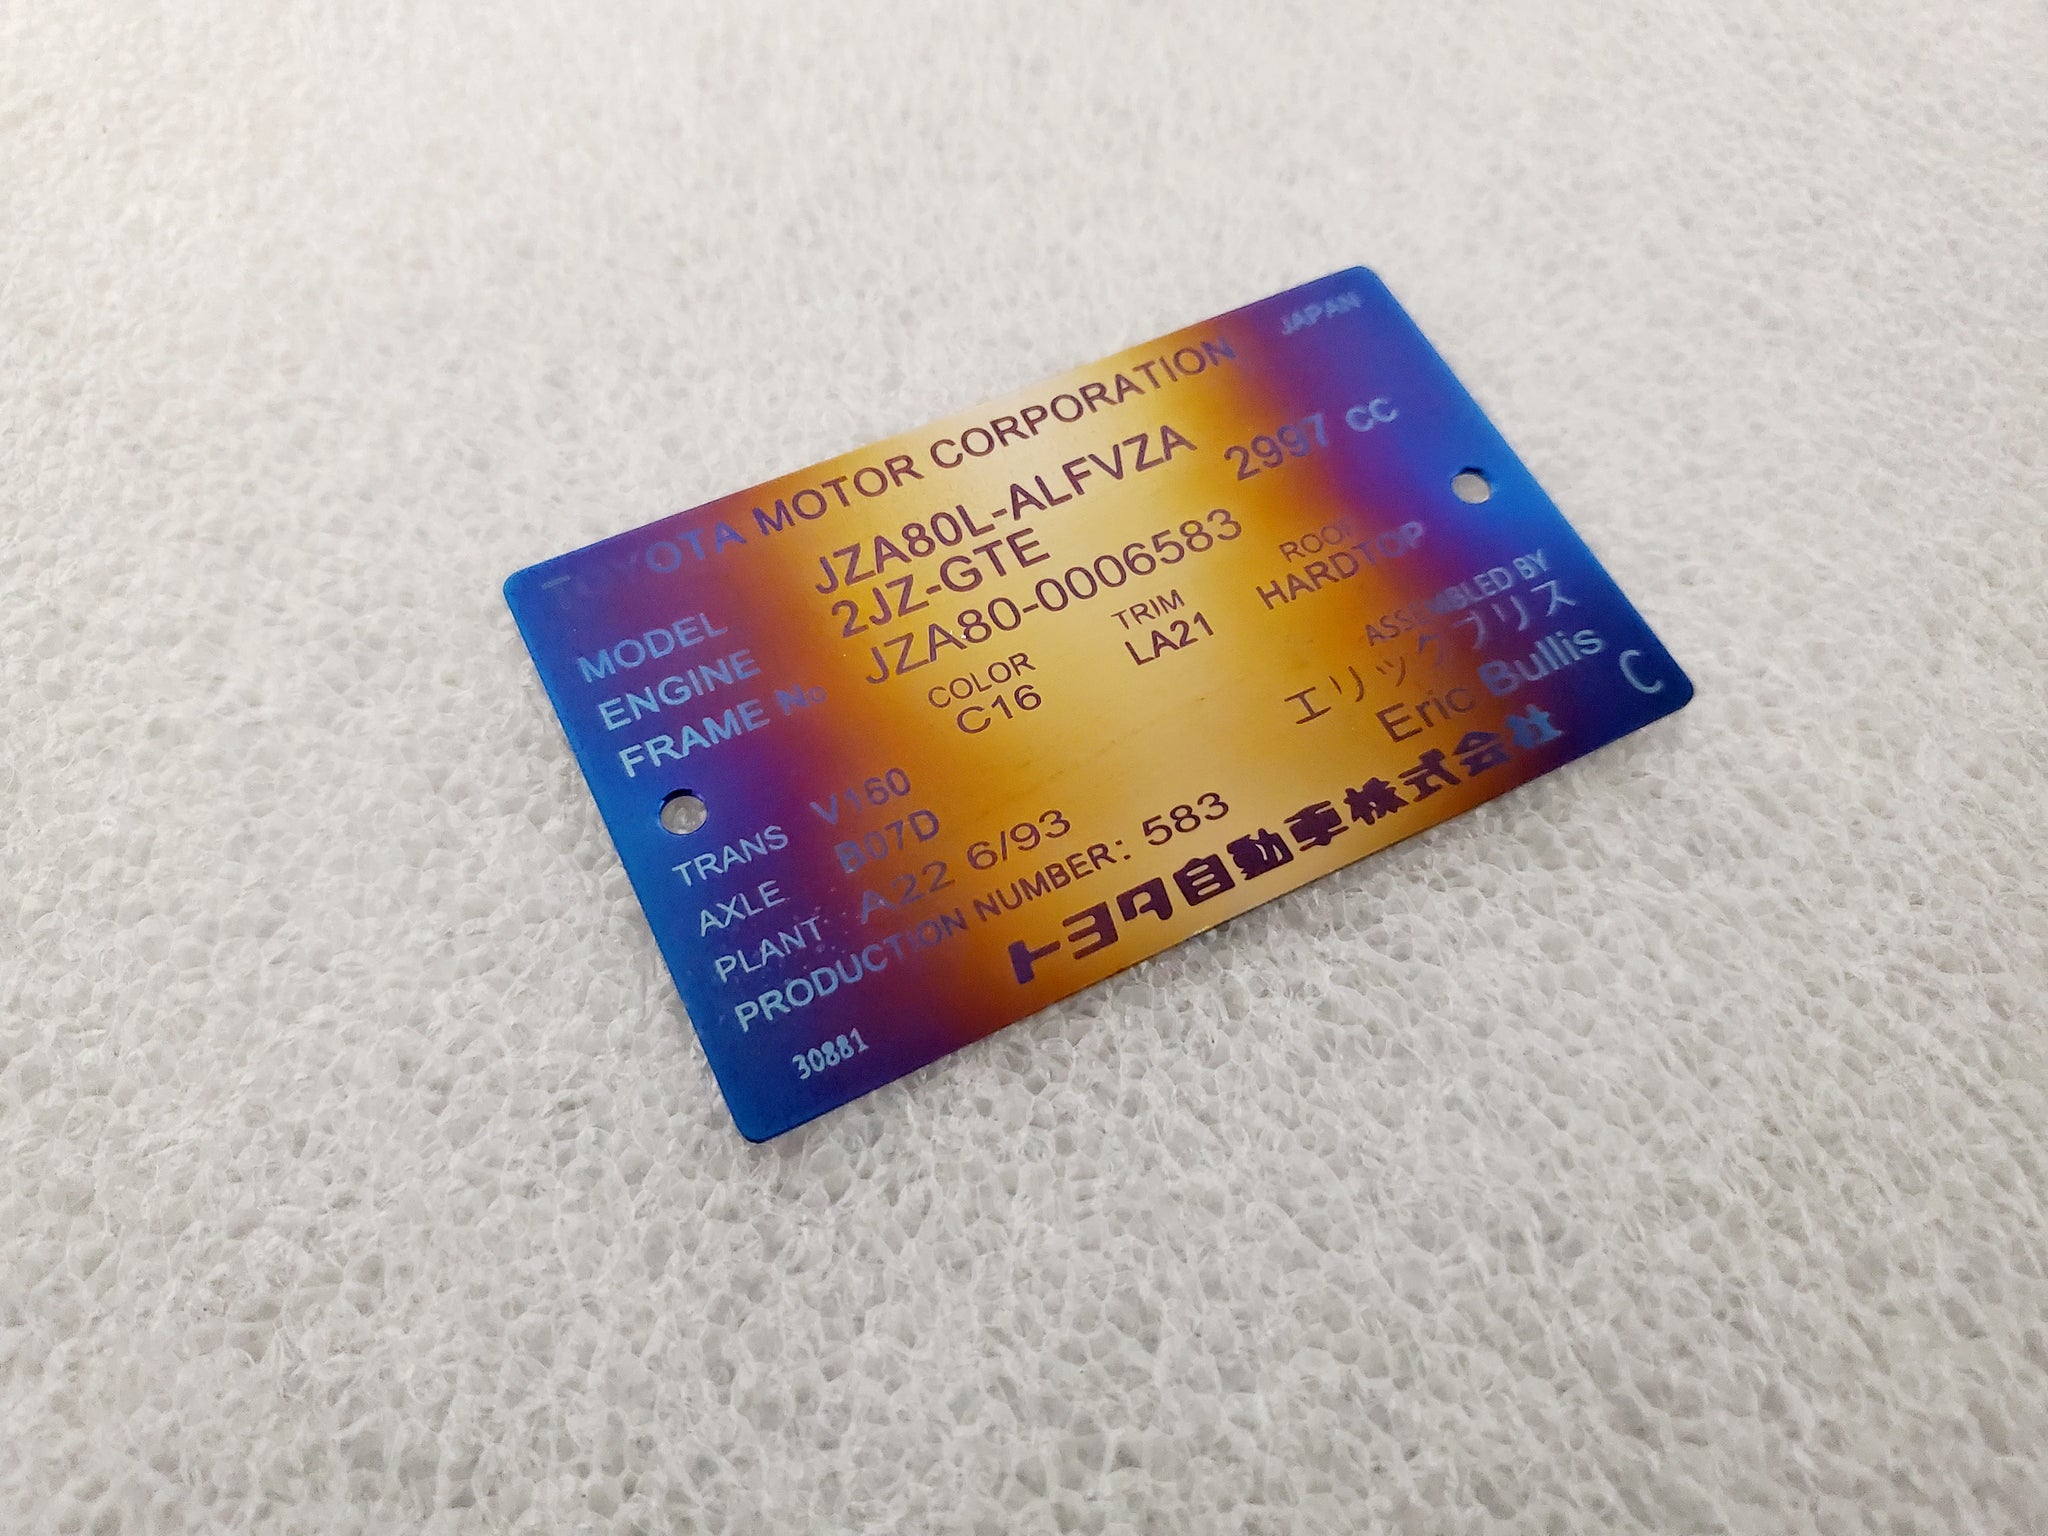 JAPAN
TOYOTA MOTOR CORPORATION
MODEL JZA80L-ALFVZA
ENGINE 2JZ-GTE 2997 CC
FRAME No JZA80-0006583
COLOR TRIM ROOF
C16 LA21 HARDTOP
TRANS V160
AXLE B07D
PLANT A22 6/93
PRODUCTION NUMBER: 583
ASSEMBLED BY
エリックブリス
Eric Bullis
C
トヨタ自動車株式会社
30881